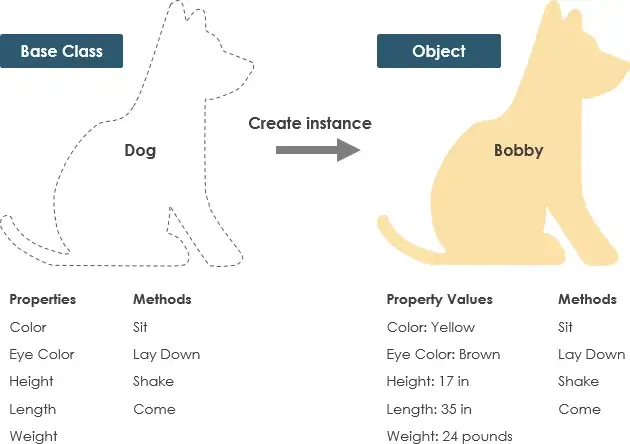 Base Class
Object
Create instance
Dog
Bobby
Properties Methods
Color Sit
Eye Color Lay Down
Height Shake
Length Come
Weight
Property Values Methods
Color: Yellow Sit
Eye Color: Brown Lay Down
Height: 17 in Shake
Length: 35 in Come
Weight: 24 pounds